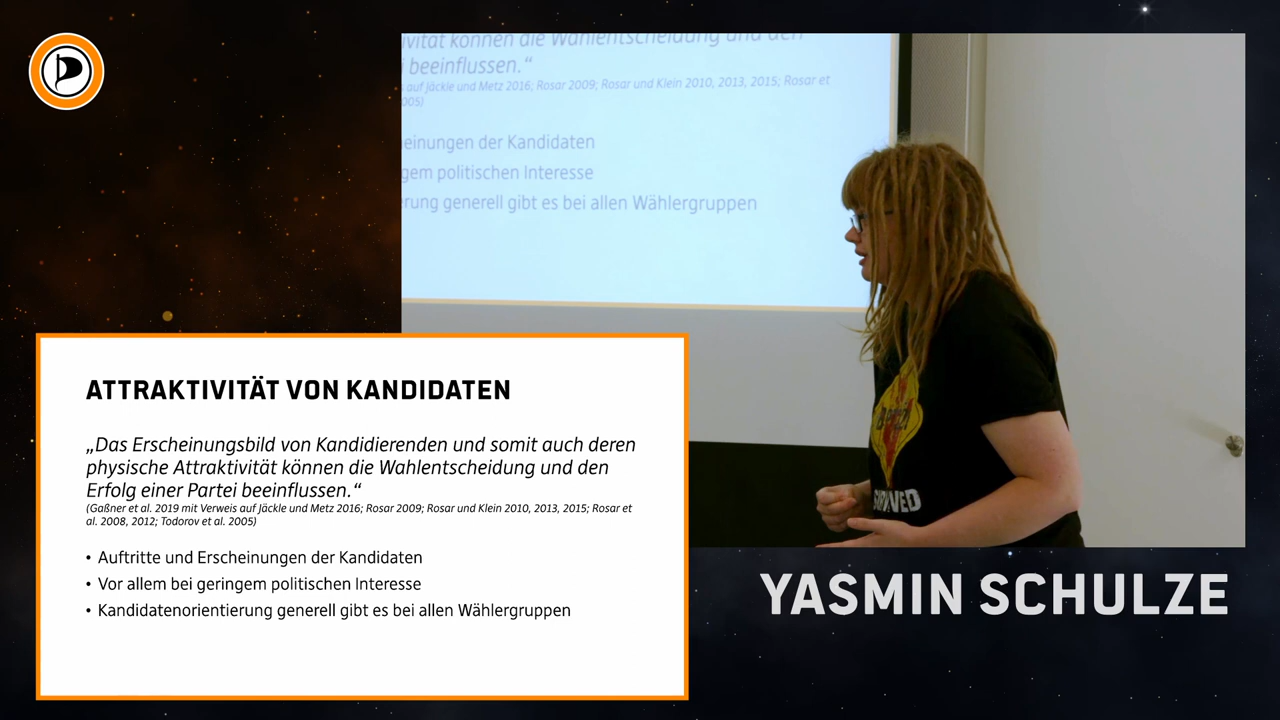 ivität können die Wahlentscheidung und den
beeinflussen.“
auf Jäckle und Metz 2016; Rosar 2009; Rosar und Klein 2010, 2013, 2015; Rosar et
005)
einungen der Kandidaten
gem politischen Interesse
erung generell gibt es bei allen Wählergruppen
ATTRAKTIVITÄT VON KANDIDATEN
„Das Erscheinungsbild von Kandidierenden und somit auch deren
physische Attraktivität können die Wahlentscheidung und den
Erfolg einer Partei beeinflussen.“
(Gaßner et al. 2019 mit Verweis auf Jäckle und Metz 2016; Rosar 2009; Rosar und Klein 2010, 2013, 2015; Rosar et
al. 2008, 2012; Todorov et al. 2005)
• Auftritte und Erscheinungen der Kandidaten
• Vor allem bei geringem politischen Interesse
• Kandidatenorientierung generell gibt es bei allen Wählergruppen
YASMIN SCHULZE